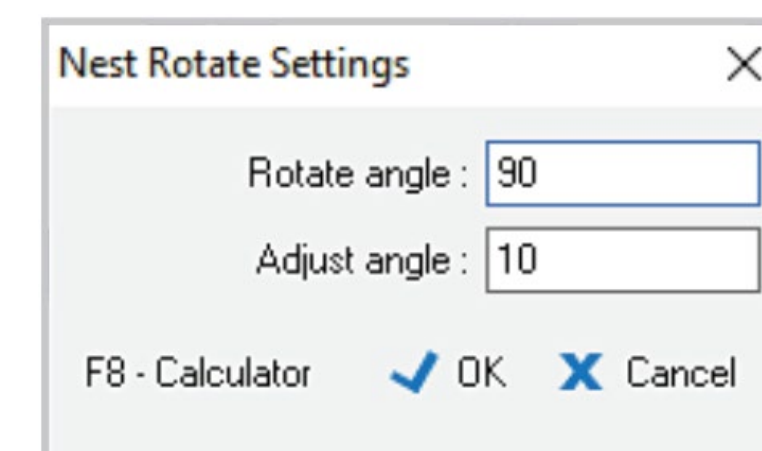 Nest Rotate Settings
Rotate angle : 90
Adjust angle : 10
F8 - Calculator OK Cancel